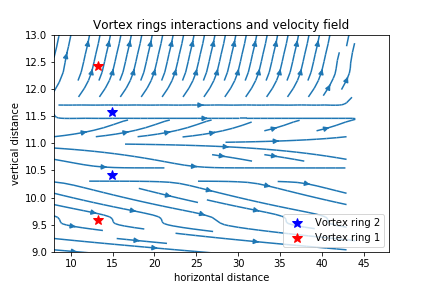 Vortex rings interactions and velocity field
13.0
12.5
12.0
11.5
11.0
10.5
10.0
9.5
9.0
vertical distance
Vortex ring 2
Vortex ring 1
10 15 20 25 30 35 40 45
horizontal distance